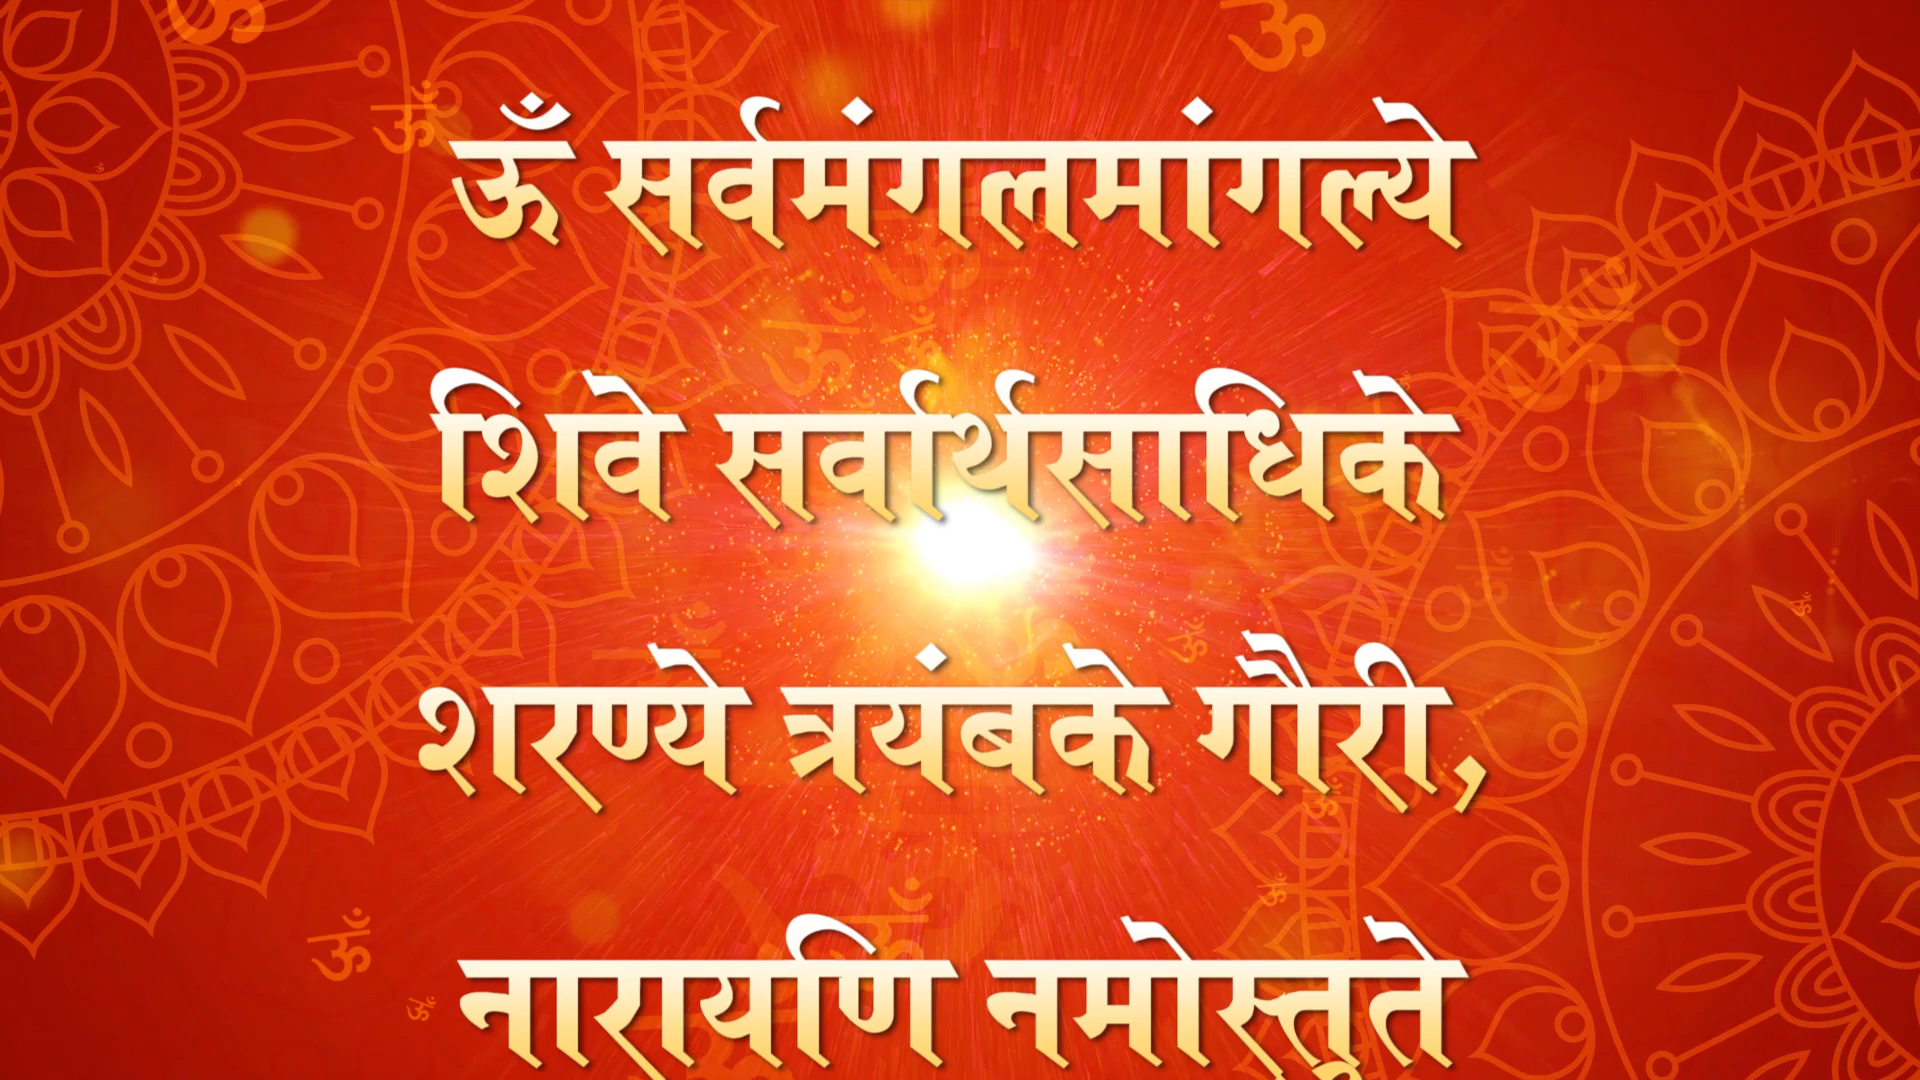 ऊँ सर्वमंगलमांगल्ये
शिवे सर्वार्थसाधिके
शरण्ये त्रयंबके गौरी,
नारायणि नमोस्तुते